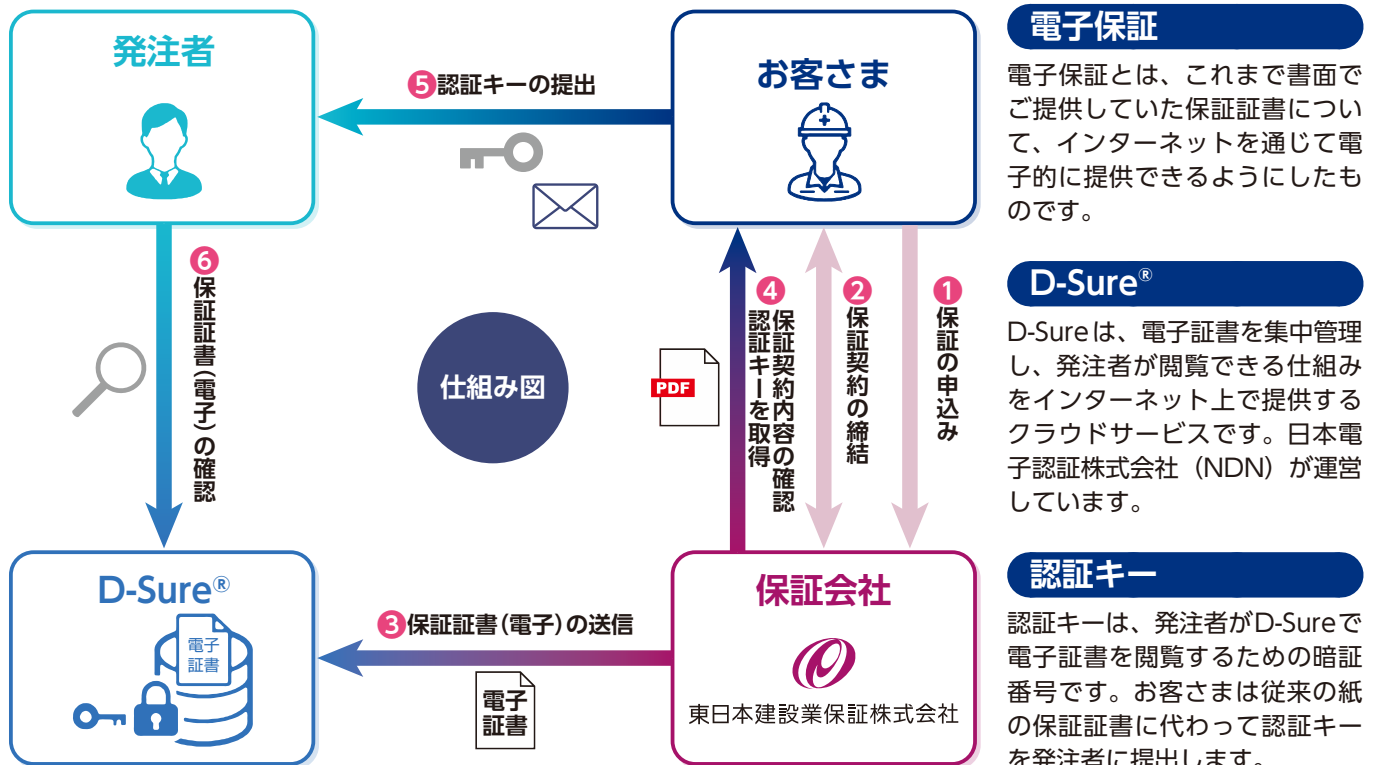 発注者
❺認証キーの提出
お客さま
❻保証証書(電子)の確認
仕組み図
PDF
❹保証契約内容の確認
認証キーを取得
❷保証契約の締結
❶保証の申込み
D-Sure®
電子
証書
❸保証証書(電子)の送信
電子
証書
保証会社
東日本建設業保証株式会社
電子保証
電子保証とは、これまで書面で
ご提供していた保証証書につい
て、インターネットを通じて電
子的に提供できるようにしたも
のです。
D-Sure®
D-Sureは、電子証書を集中管理
し、発注者が閲覧できる仕組み
をインターネット上で提供する
クラウドサービスです。日本電
子認証株式会社（NDN）が運営
しています。
認証キー
認証キーは、発注者がD-Sureで
電子証書を閲覧するための暗証
番号です。お客さまは従来の紙
の保証証書に代わって認証キー
を発注者に提出します。